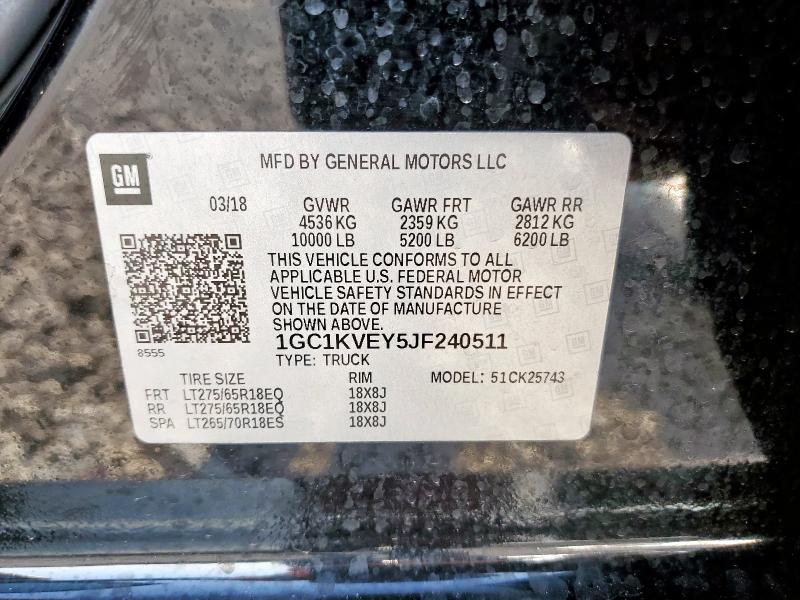 GM
MFD BY GENERAL MOTORS LLC
03/18 GVWR GAWR FRT GAWR RR
4536 KG 2359 KG 2812 KG
10000 LB 5200 LB 6200 LB
THIS VEHICLE CONFORMS TO ALL
APPLICABLE U.S. FEDERAL MOTOR
VEHICLE SAFETY STANDARDS IN EFFECT
ON THE DATE OF MANUFACTURE
SHOWN ABOVE.
8555
1GC1KVEY5JF240511
TYPE: TRUCK
TIRE SIZE RIM MODEL: 51CK25743
FRT LT275/65R18EQ 18X8J
RR LT275/65R18EQ 18X8J
SPA LT265/70R18ES 18X8J